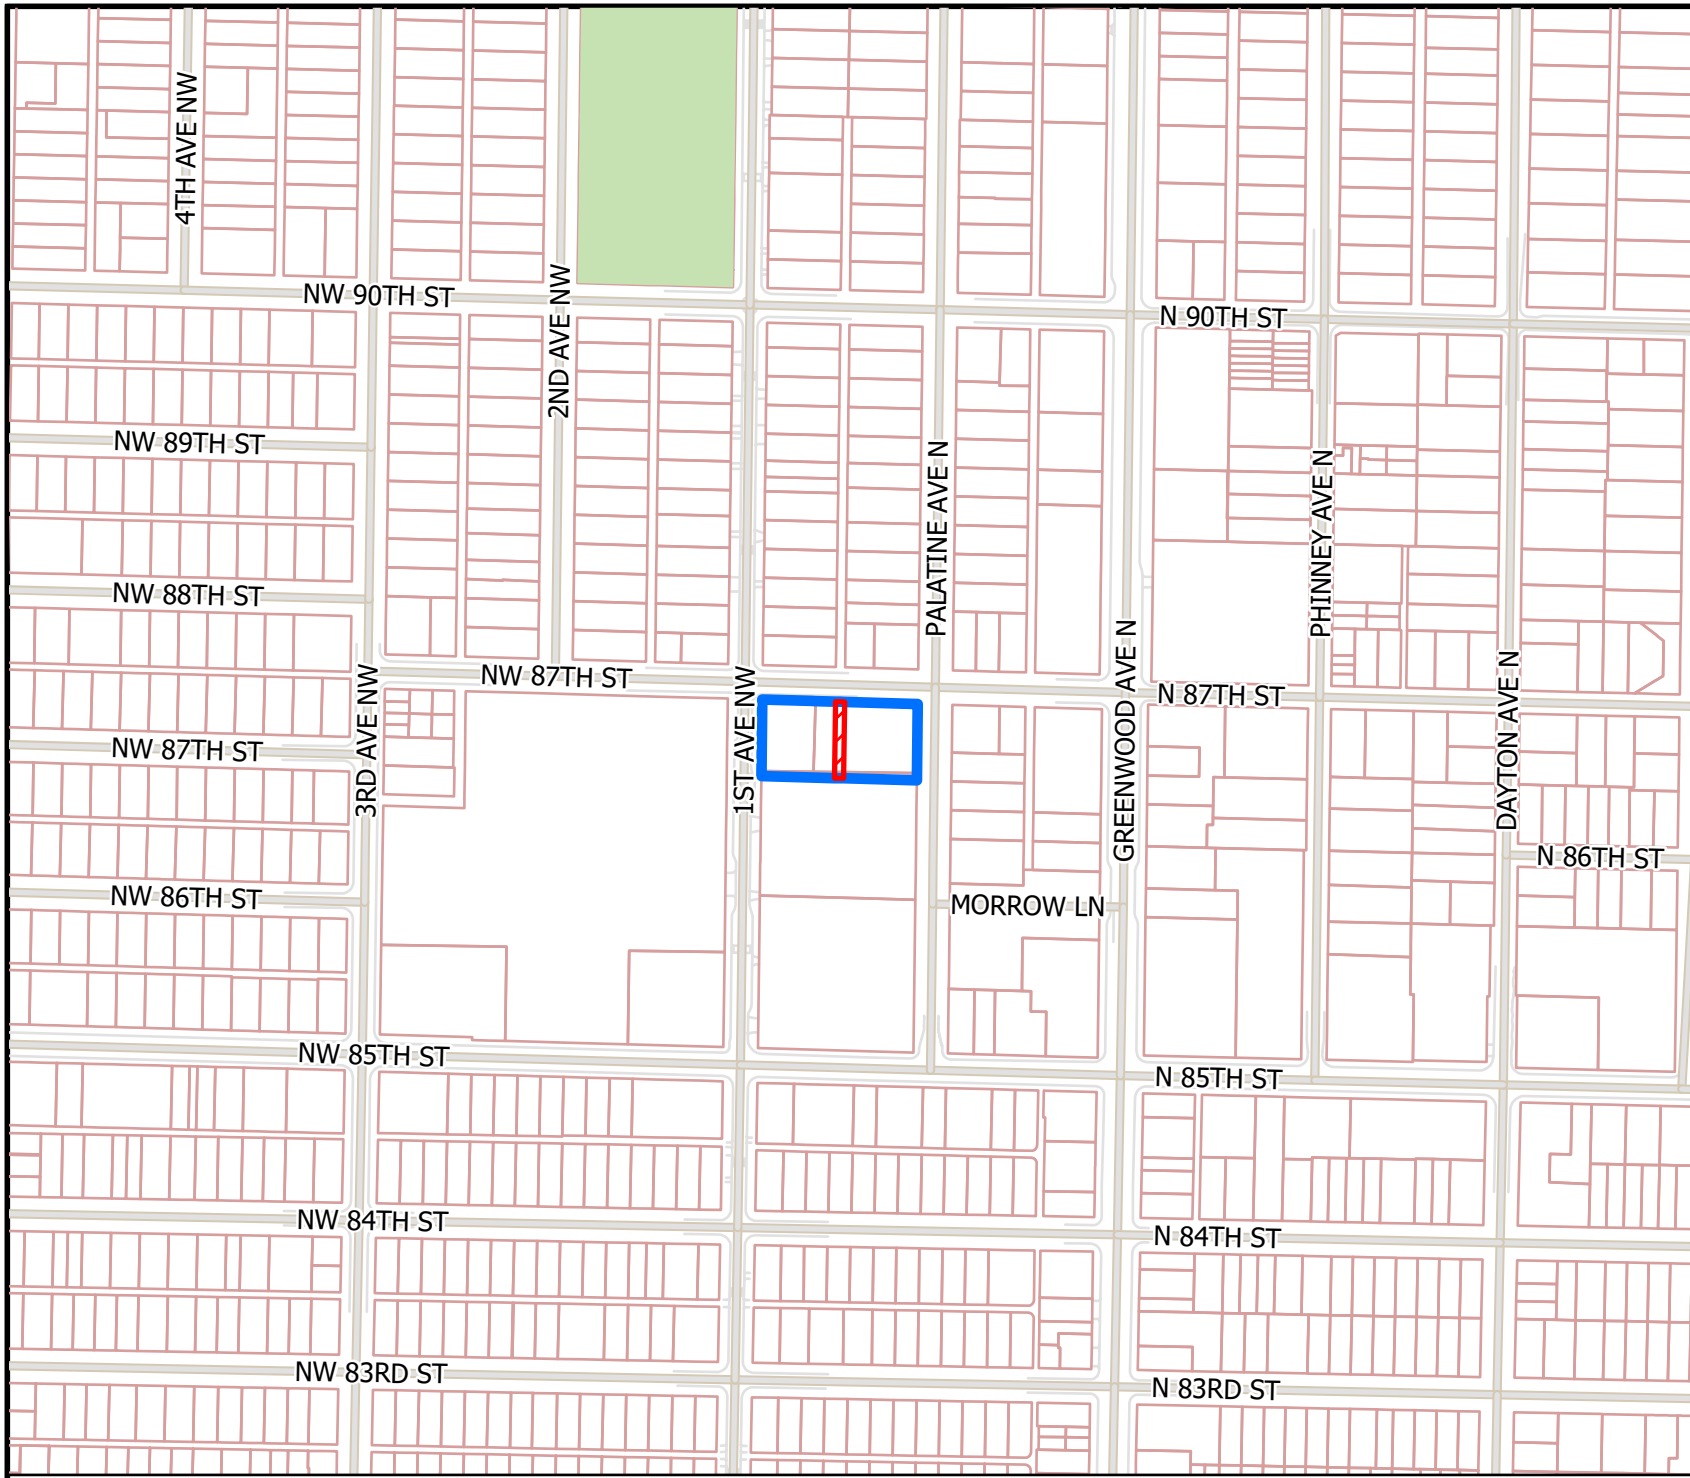 4TH AVE NW
NW 90TH ST
2ND AVE NW
N 90TH ST
NW 89TH ST
PALATINE AVE N
PHINNEY AVE N
NW 88TH ST
GREENWOOD AVE N
3RD AVE NW
NW 87TH ST
1ST AVE NW
N 87TH ST
DAYTON AVE N
NW 87TH ST
N 86TH ST
NW 86TH ST
MORROW LN
NW 85TH ST
N 85TH ST
NW 84TH ST
N 84TH ST
NW 83RD ST
N 83RD ST